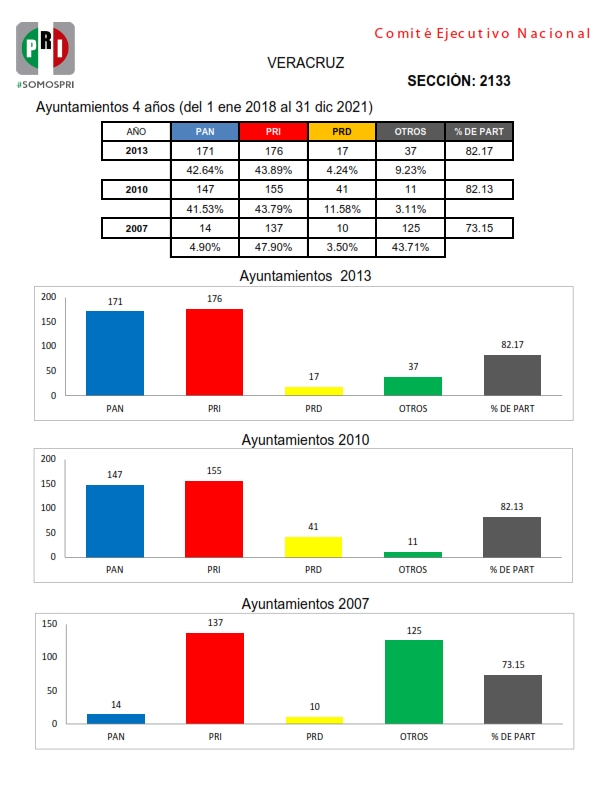 Comité Ejecutivo Nacional
PRI
#SOMOSPRI
VERACRUZ
SECCIÓN: 2133
Ayuntamientos 4 años (del 1 ene 2018 al 31 dic 2021)
AÑO PAN PRI PRD OTROS % DE PART
2013 171 176 17 37 82.17
42.64% 43.89% 4.24% 9.23%
2010 147 155 41 11 82.13
41.53% 43.79% 11.58% 3.11%
2007 14 137 10 125 73.15
4.90% 47.90% 3.50% 43.71%
Ayuntamientos 2013
200
150
100
50
0
171 176 17 37 82.17
PAN PRI PRD OTROS % DE PART
Ayuntamientos 2010
200
150
100
50
0
147 155 41 11 82.13
PAN PRI PRD OTROS % DE PART
Ayuntamientos 2007
150
100
50
0
14 137 10 125 73.15
PAN PRI PRD OTROS % DE PART